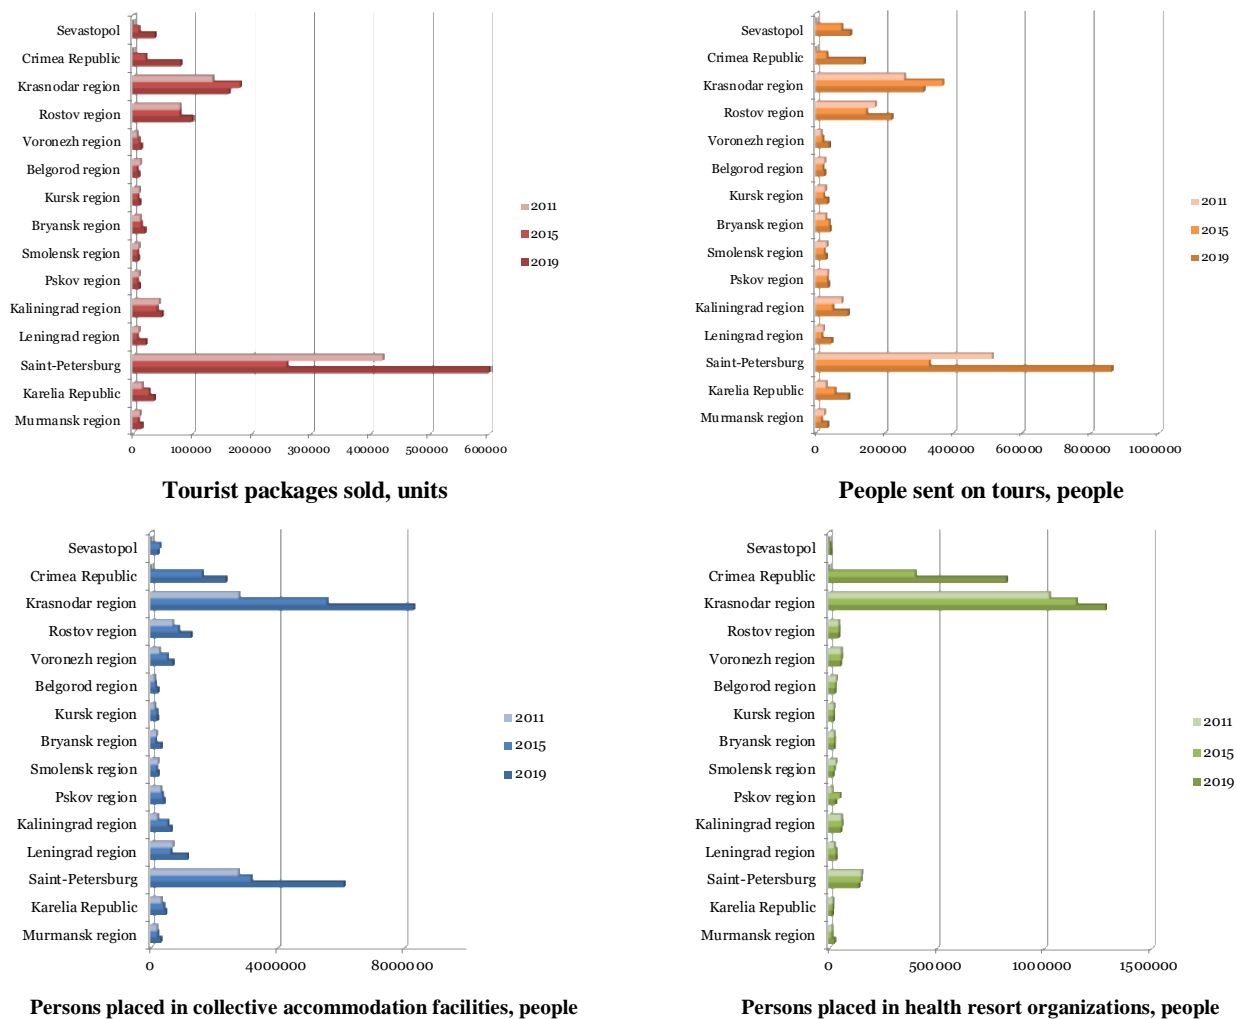 Sevastopol
Crimea Republic
Krasnodar region
Rostov region
Voronezh region
Belgorod region
Kursk region
Bryansk region
Smolensk region
Pskov region
Kaliningrad region
Leningrad region
Saint-Petersburg
Karelia Republic
Murmansk region
0 100000 200000 300000 400000 500000 600000
2011
2015
2019
Tourist packages sold, units
Sevastopol
Crimea Republic
Krasnodar region
Rostov region
Voronezh region
Belgorod region
Kursk region
Bryansk region
Smolensk region
Pskov region
Kaliningrad region
Leningrad region
Saint-Petersburg
Karelia Republic
Murmansk region
0 200000 400000 600000 800000 1000000
2011
2015
2019
People sent on tours, people
Sevastopol
Crimea Republic
Krasnodar region
Rostov region
Voronezh region
Belgorod region
Kursk region
Bryansk region
Smolensk region
Pskov region
Kaliningrad region
Leningrad region
Saint-Petersburg
Karelia Republic
Murmansk region
0 4000000 8000000
2011
2015
2019
Persons placed in collective accommodation facilities, people
Sevastopol
Crimea Republic
Krasnodar region
Rostov region
Voronezh region
Belgorod region
Kursk region
Bryansk region
Smolensk region
Pskov region
Kaliningrad region
Leningrad region
Saint-Petersburg
Karelia Republic
Murmansk region
0 500000 1000000 1500000
2011
2015
2019
Persons placed in health resort organizations, people